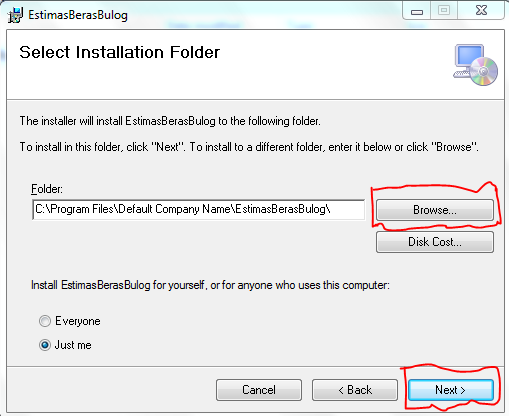 EstimasBerasBulog
Select Installation Folder
The installer will install EstimasBerasBulog to the following folder.
To install in this folder, click "Next". To install to a different folder, enter it below or click "Browse".
Folder:
C:\Program Files\Default Company Name\EstimasBerasBulog\
Browse...
Disk Cost...
Install EstimasBerasBulog for yourself, or for anyone who uses this computer:
Everyone
Just me
Cancel
< Back
Next >